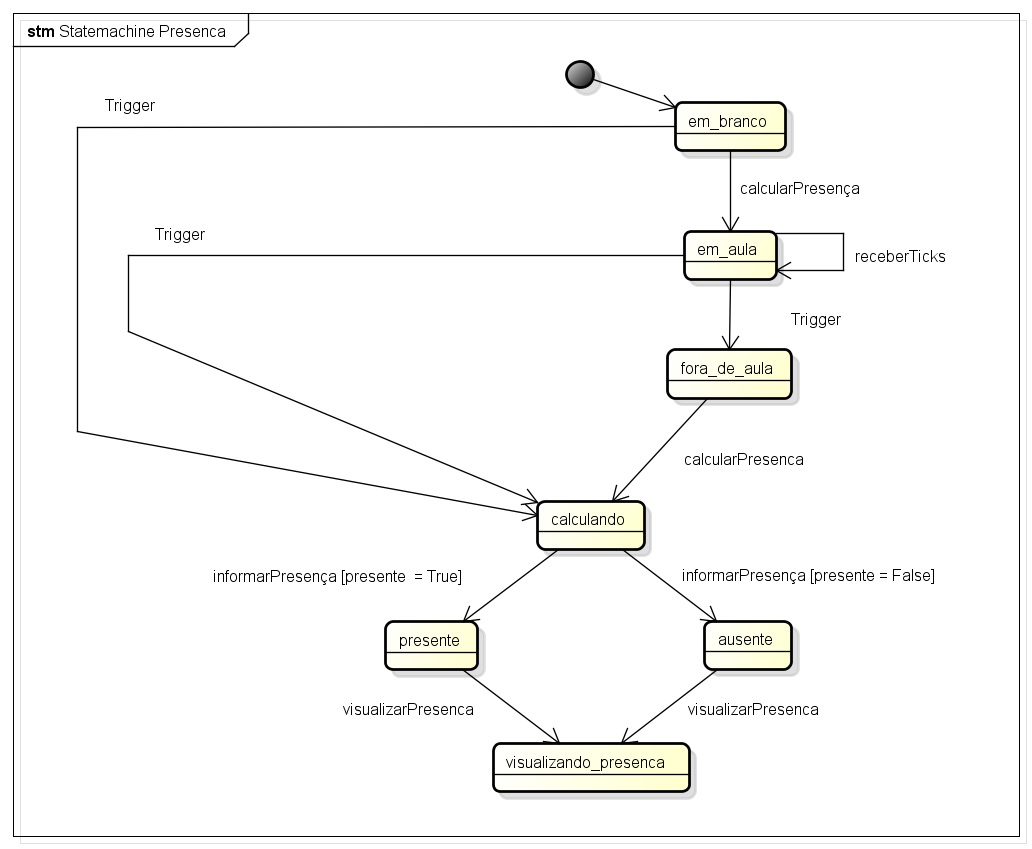 stm Statemachine Presenca
Trigger
em_branco
calcularPresença
Trigger
em_aula
receberTicks
Trigger
fora_de_aula
calcularPresenca
calculando
informarPresença [presente  = True]
informarPresença [presente = False]
presente
ausente
visualizarPresenca
visualizarPresenca
visualizando_presenca